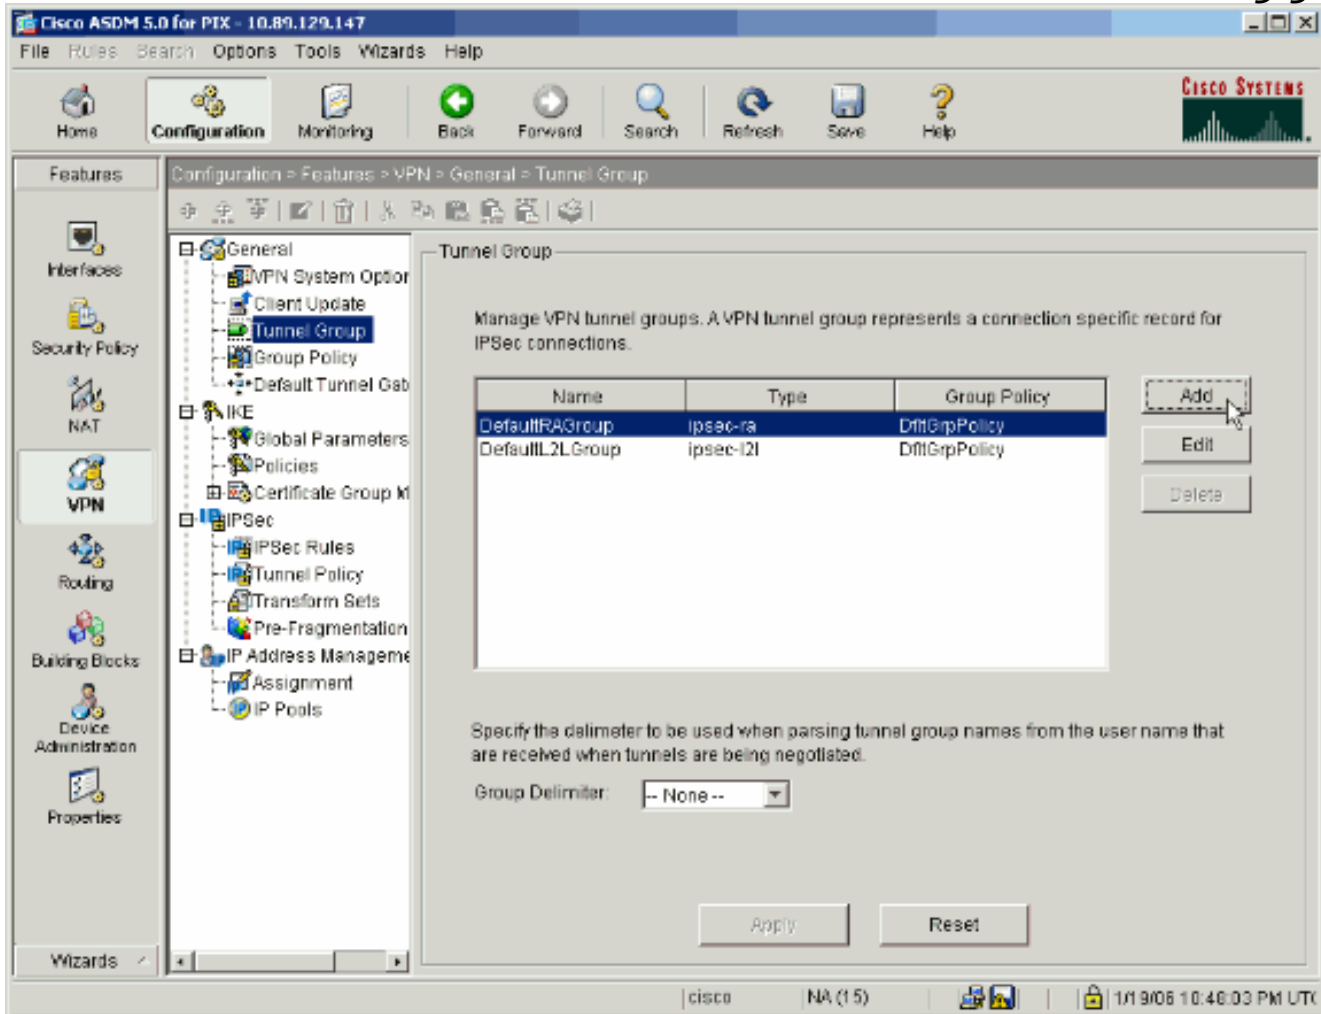 Cisco ASDM 5.0 for PIX - 10.89.129.147
File Rules Search Options Tools Wizards Help
Home Configuration Monitoring Back Forward Search Refresh Save Help
CISCO SYSTEMS
Features
Configuration > Features > VPN > General > Tunnel Group
Interfaces
Security Policy
NAT
VPN
Routing
Building Blocks
Device
Administration
Properties
Wizards
General
VPN System Option
Client Update
Tunnel Group
Group Policy
Default Tunnel Gat
IKE
Global Parameters
Policies
Certificate Group M
IPSec
IPSec Rules
Tunnel Policy
Transform Sets
Pre-Fragmentation
IP Address Manageme
Assignment
IP Pools
Tunnel Group
Manage VPN tunnel groups. A VPN tunnel group represents a connection specific record for
IPSec connections.
Name Type Group Policy
DefaultRAGroup ipsec-ra DfltGrpPolicy
DefaultL2LGroup ipsec-l2l DfltGrpPolicy
Add
Edit
Delete
Specify the delimeter to be used when parsing tunnel group names from the user name that
are received when tunnels are being negotiated.
Group Delimiter: -- None --
Apply Reset
cisco NA (15) 1/19/06 10:48:03 PM UTC